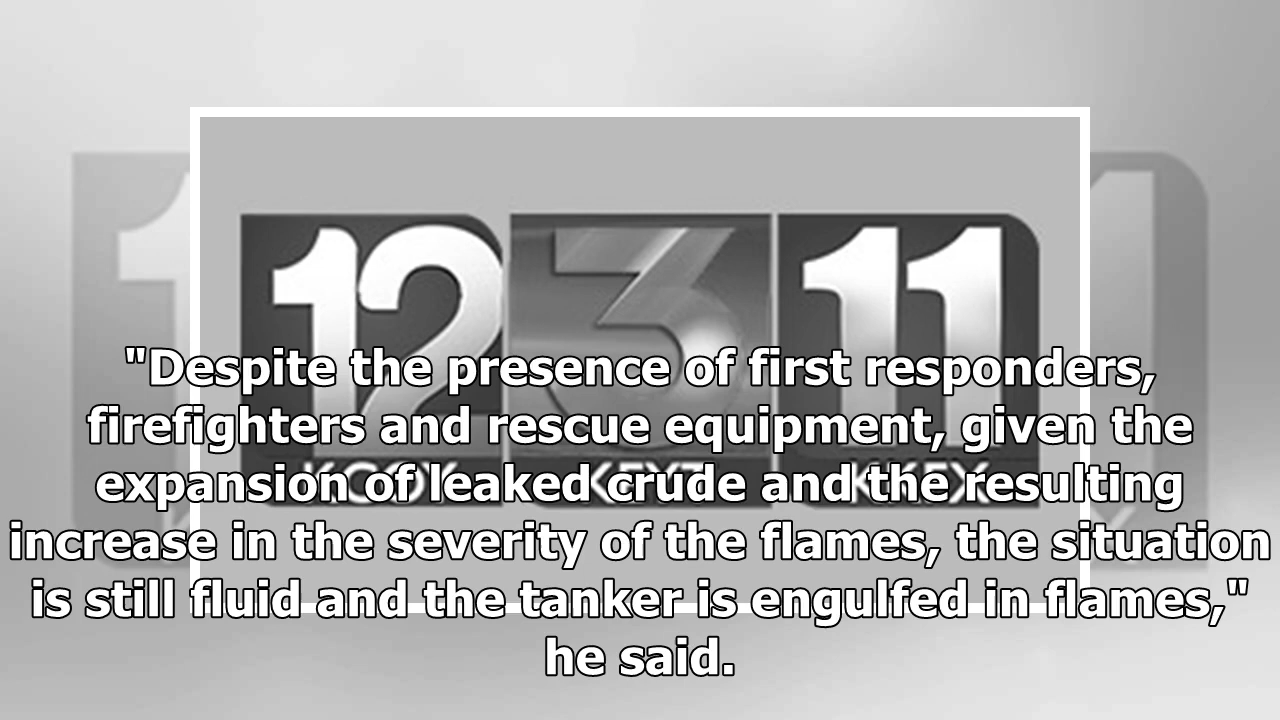 12 3 11
"Despite the presence of first responders,
firefighters and rescue equipment, given the
expansion of leaked crude and the resulting
increase in the severity of the flames, the situation
is still fluid and the tanker is engulfed in flames,"
he said.